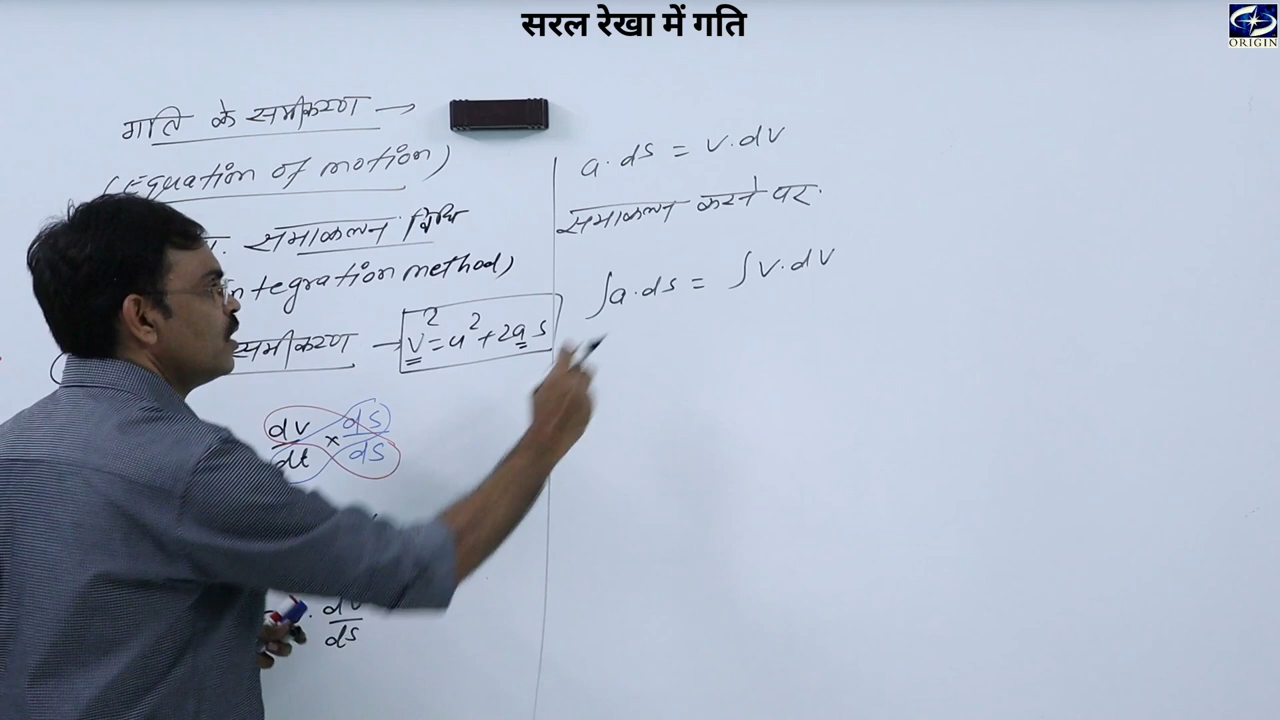 सरल रेखा में गति
ORIGIN
गति के समीकरण →
(Equation of motion)
समाकलन विधि
Integration method)
समीकरण → v²=u²+2as
dv/dt × ds/ds
dv/ds
a.ds = v.dv
समाकलन करने पर.
∫a.ds = ∫v.dv